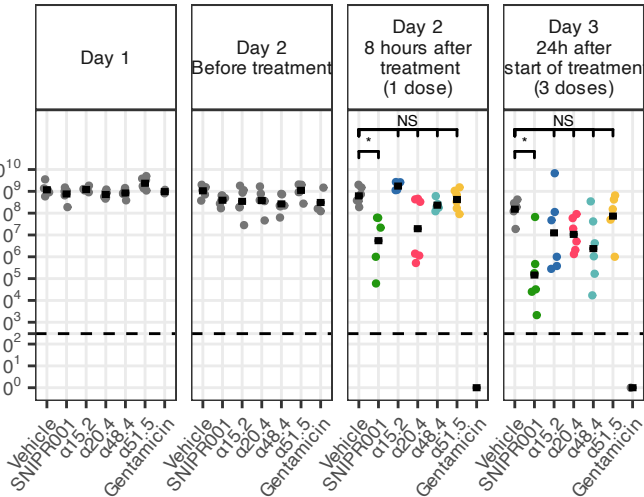 Day 1
Day 2
Before treatment
Day 2
8 hours after
treatment
(1 dose)
Day 3
24h after
start of treatment
(3 doses)
NS
*
NS
*
0¹⁰
0⁹
0⁸
0⁷
0⁶
0⁵
0⁴
0³
0²
0¹
0⁰
Vehicle
SNIPR001
α15.2
α20.4
α48.4
α51.5
Gentamicin
Vehicle
SNIPR001
α15.2
α20.4
α48.4
α51.5
Gentamicin
Vehicle
SNIPR001
α15.2
α20.4
α48.4
α51.5
Gentamicin
Vehicle
SNIPR001
α15.2
α20.4
α48.4
α51.5
Gentamicin